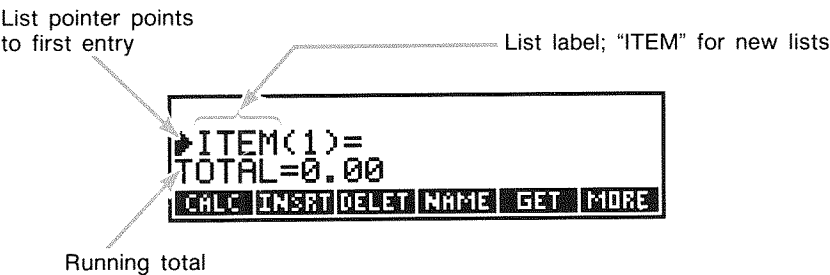 List pointer points
to first entry
List label; “ITEM” for new lists
ITEM(1)=
TOTAL=0.00
CALC INSRT DELET NAME GET MORE
Running total